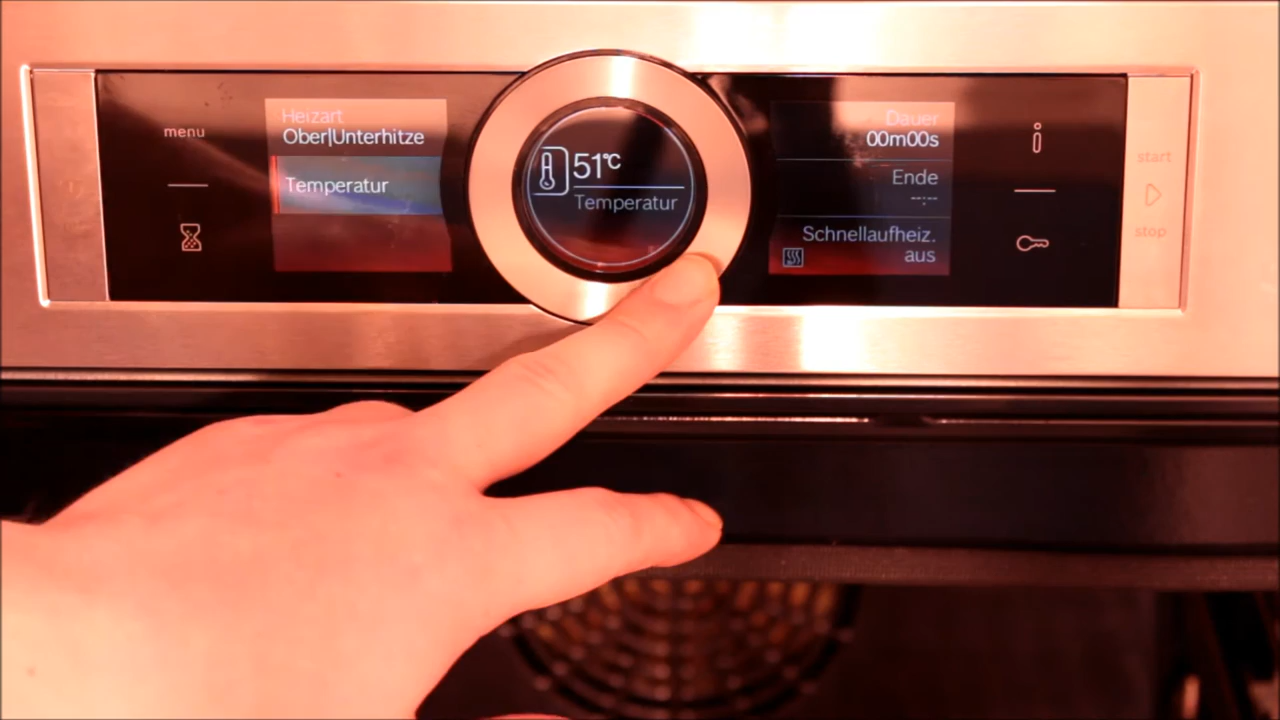 menu
Heizart
Ober|Unterhitze
Temperatur
51°C
Temperatur
Dauer
00m00s
Ende
--:--
Schnellaufheiz.
aus
start
stop